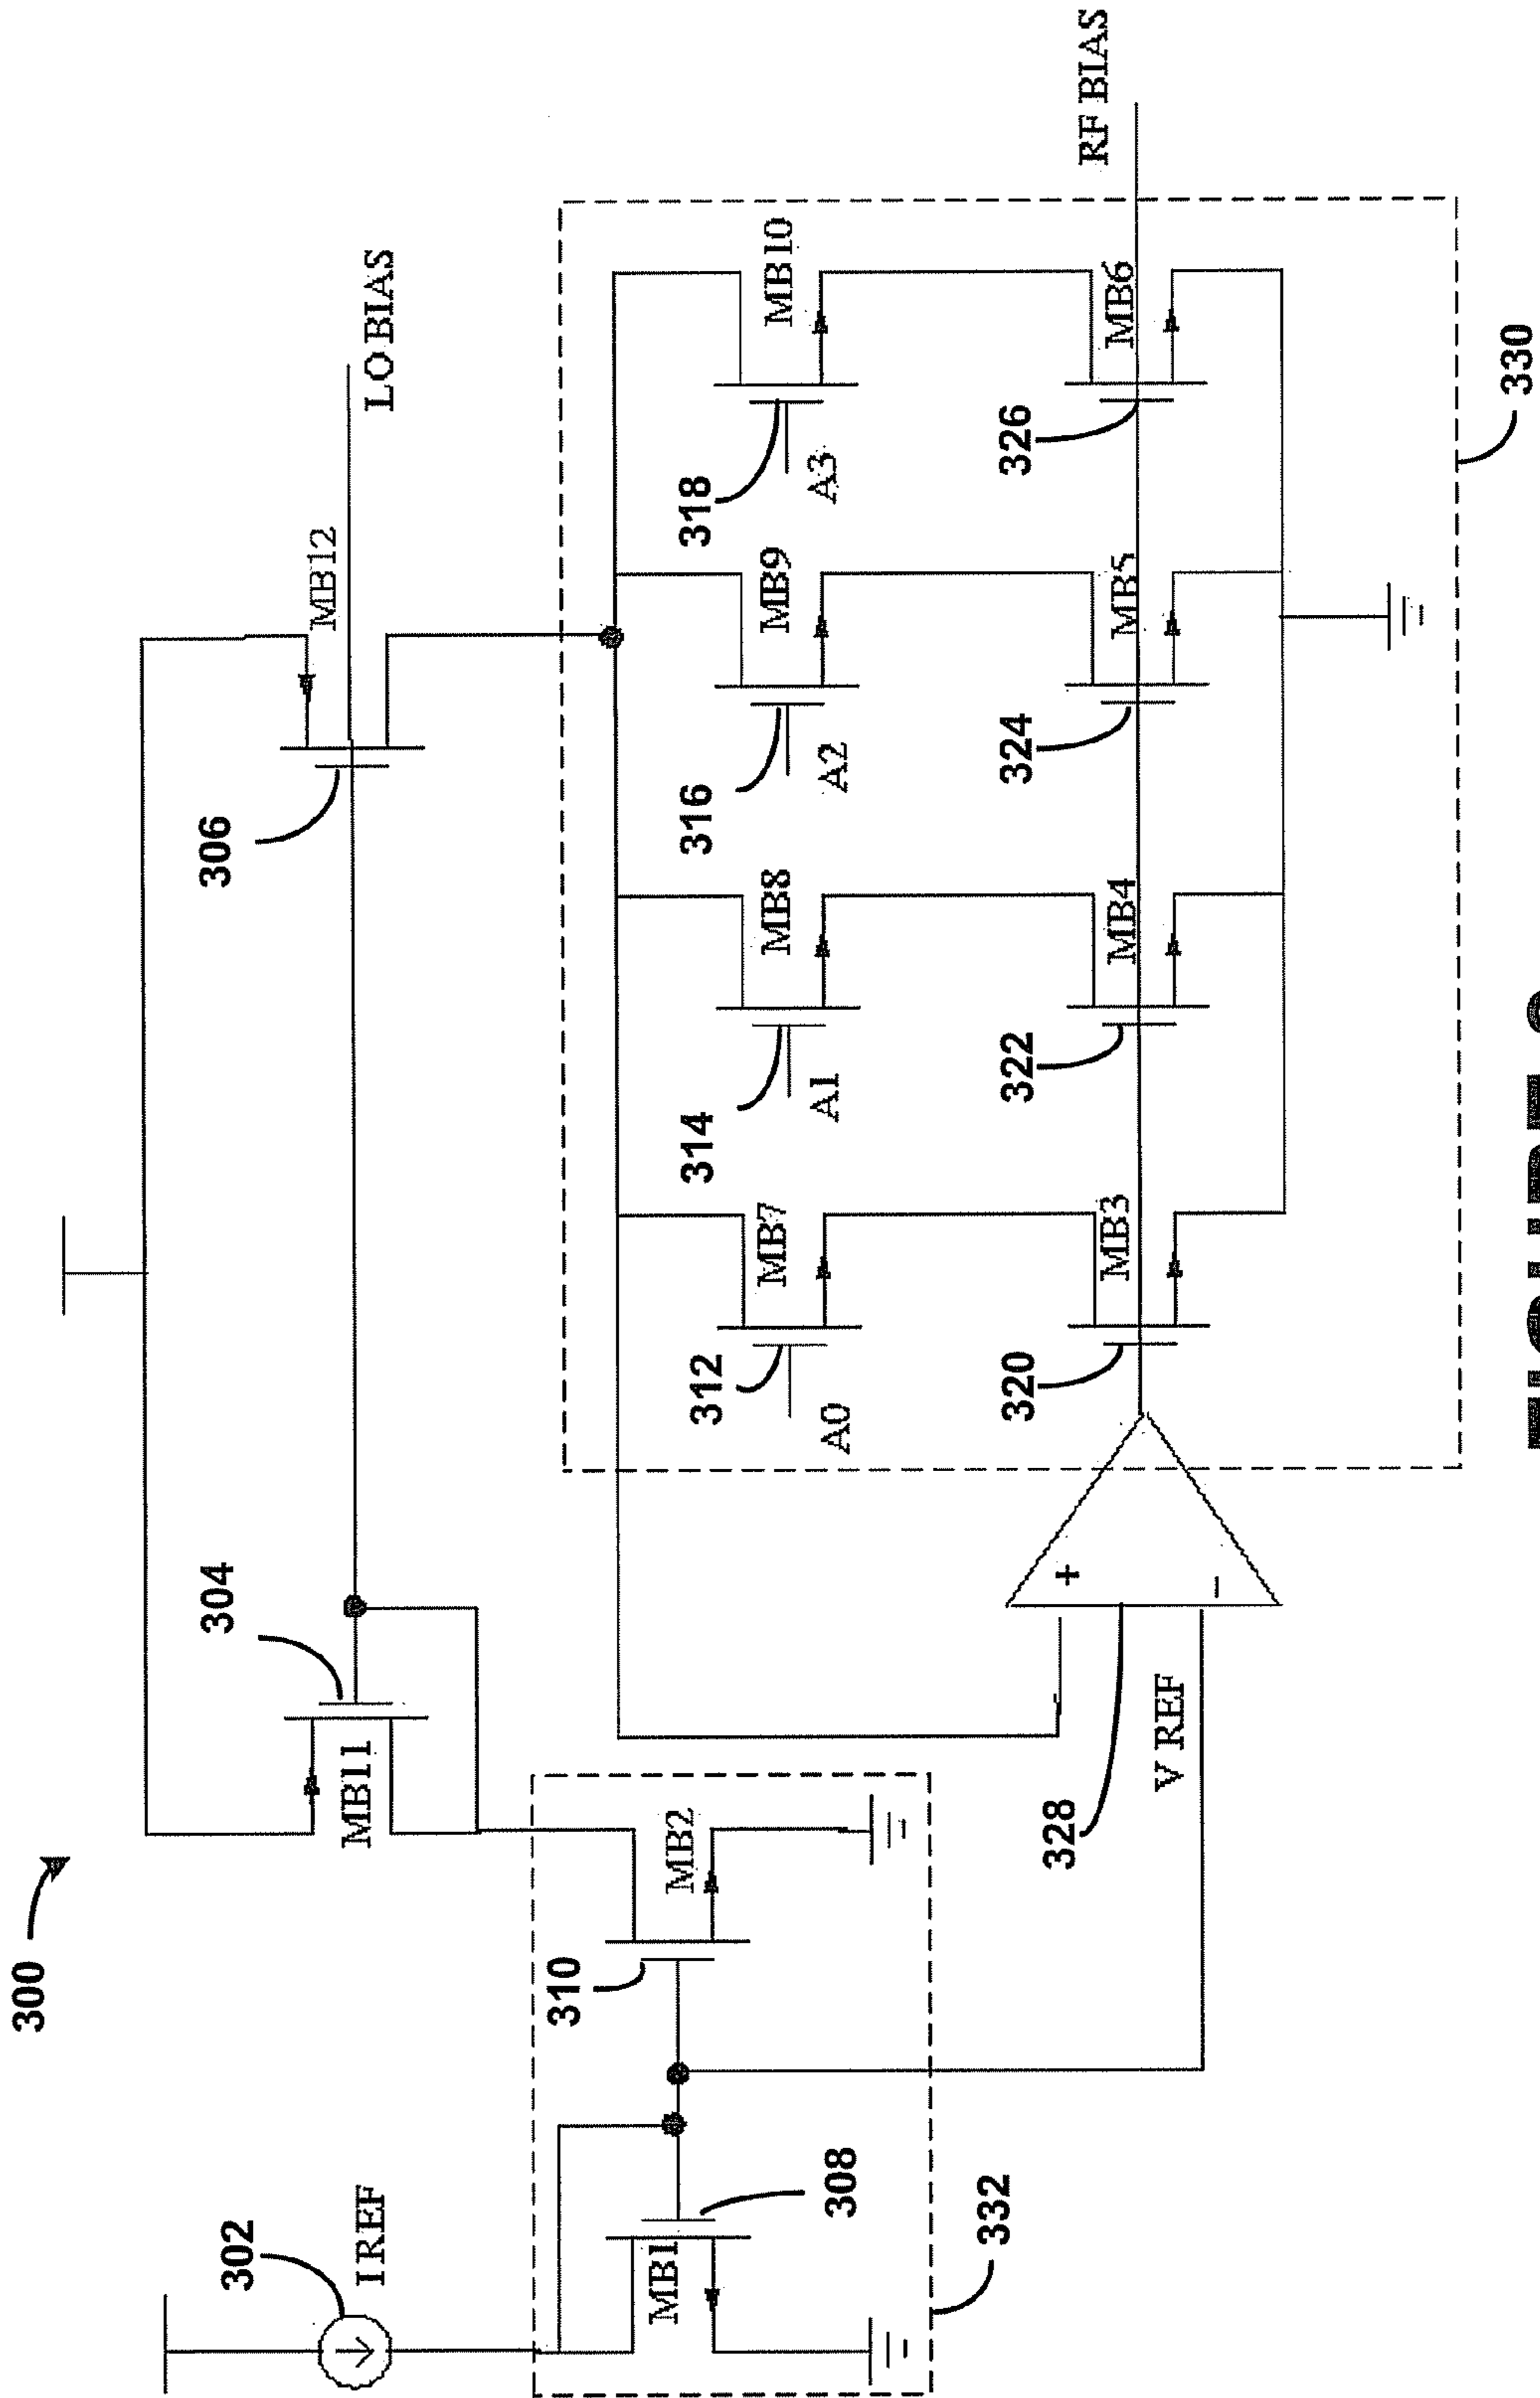 300
302
I REF
304
MB11
306
MB12
LO BIAS
308
MB1
310
MB2
332
312
MB7
A0
314
MB8
A1
316
MB9
A2
318
MB10
A3
320
MB3
322
MB4
324
MB5
326
MB6
RF BIAS
328
+
-
V REF
330